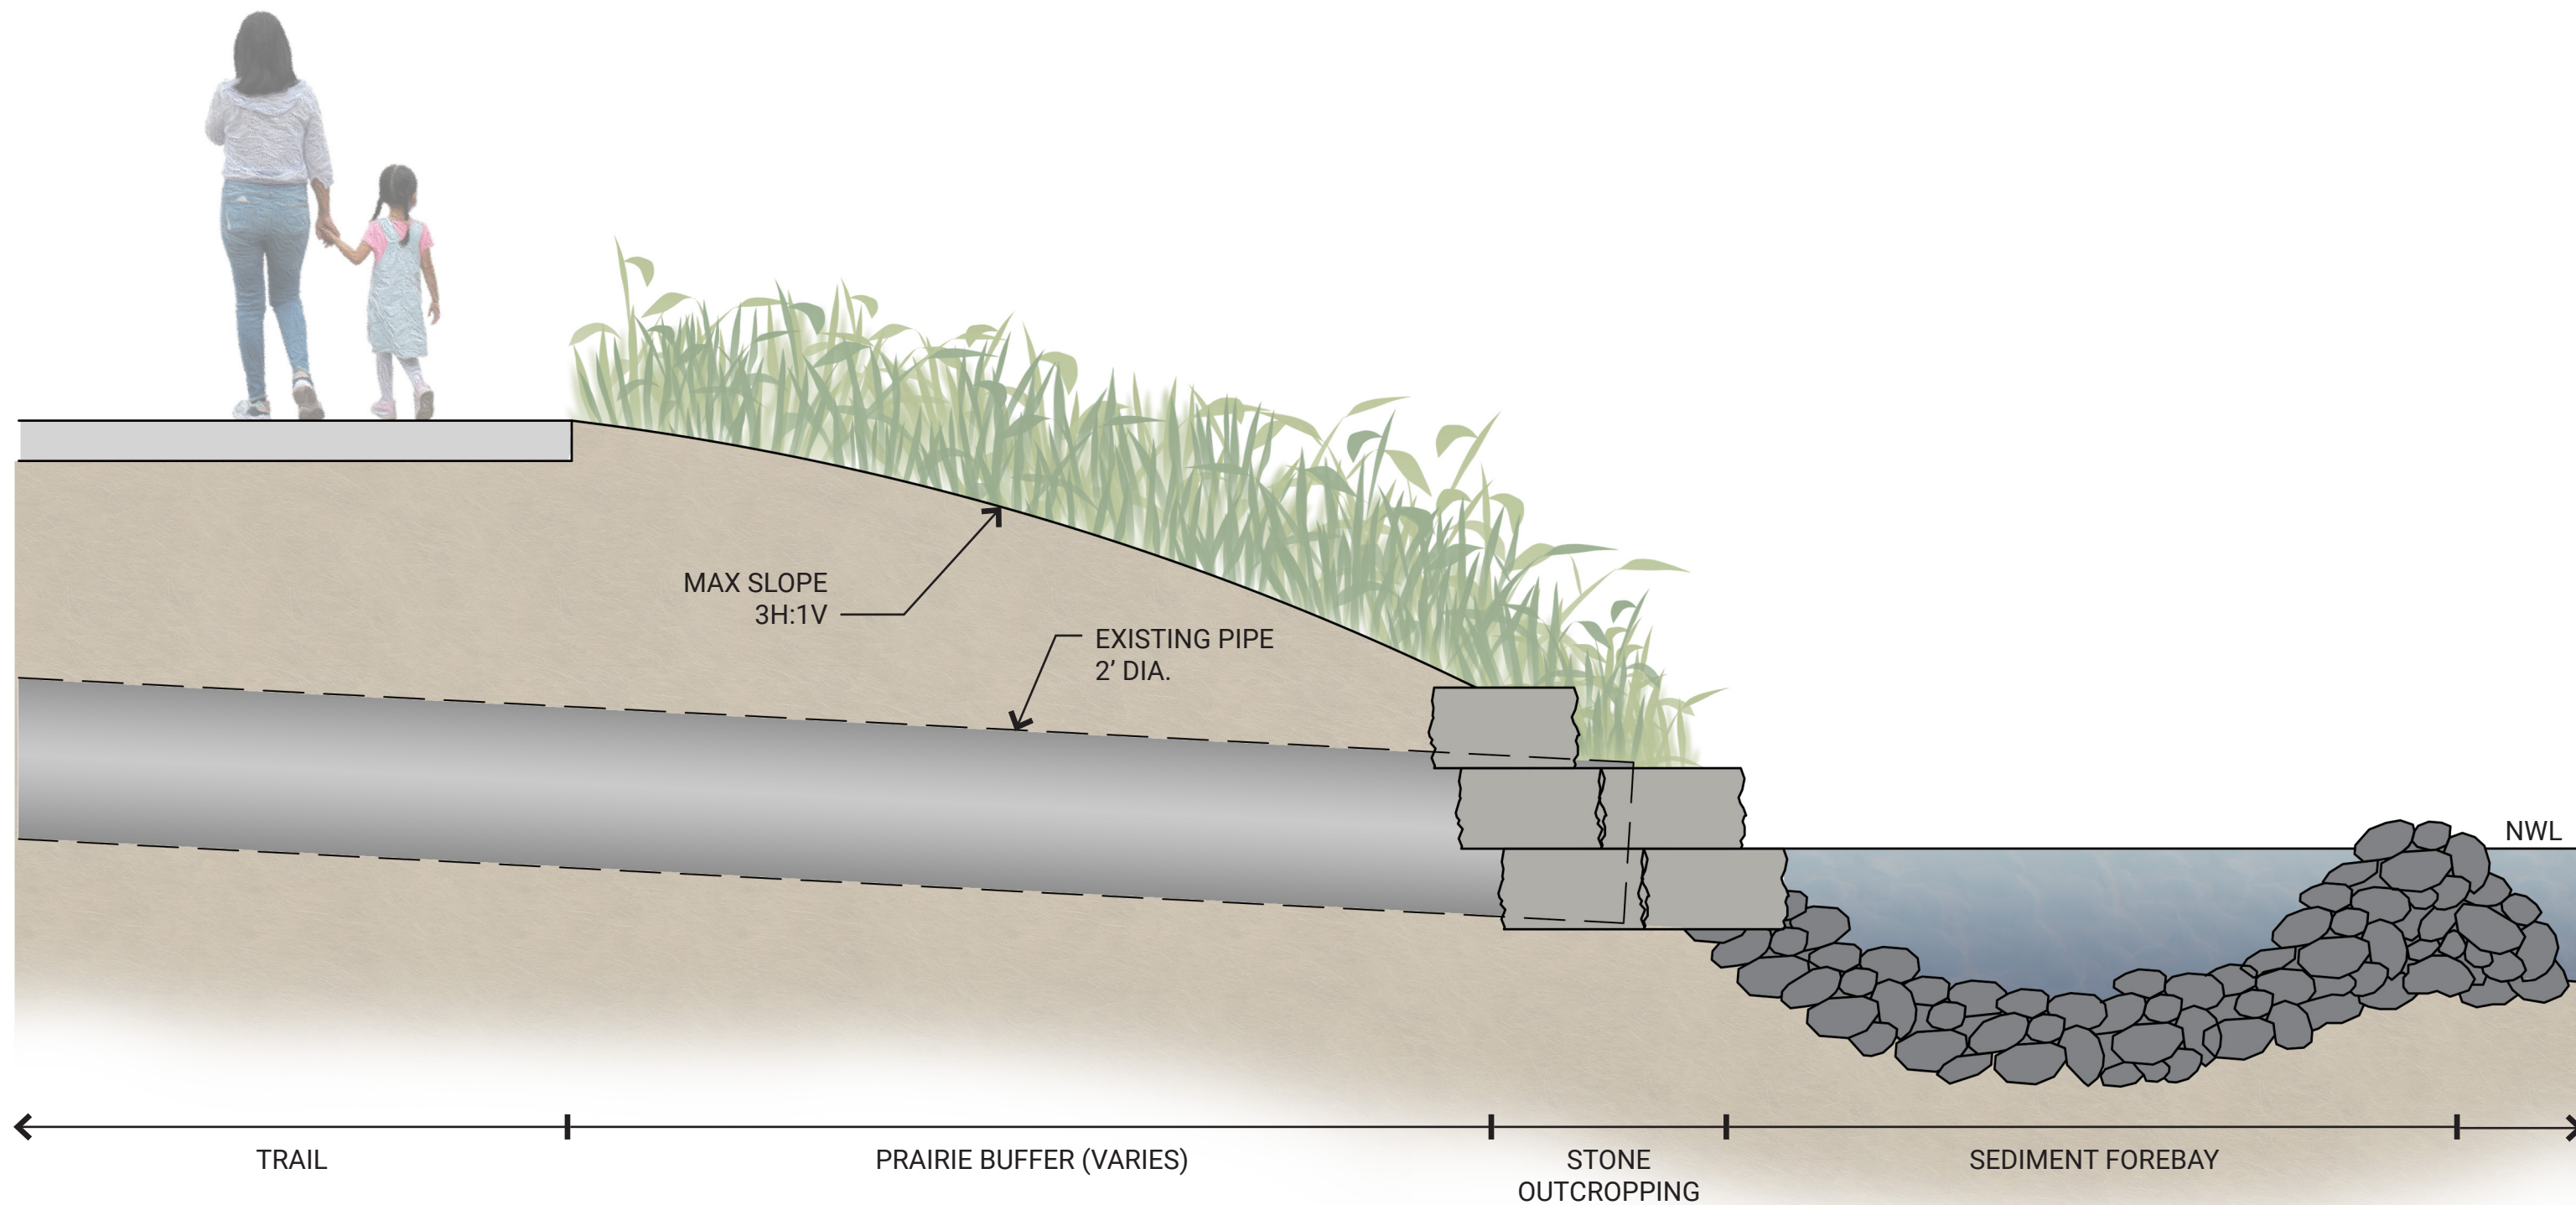 MAX SLOPE
3H:1V
EXISTING PIPE
2’ DIA.
NWL
TRAIL
PRAIRIE BUFFER (VARIES)
STONE
OUTCROPPING
SEDIMENT FOREBAY